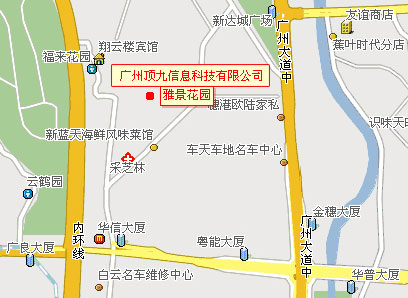 新达城广场
友谊商店
翔云楼宾馆
蕉叶时代分店
福来花园
广州大道中
广州顶九信息科技有限公司
雅景花园
穗港欧陆家私
识味天
新蓝天海鲜风味菜馆
车天车地名车中心
采芝林
云鹤园
内环线
华信大厦
金穗大厦
广良大厦
粤能大厦
广州大道中
白云名车维修中心
华普大厦